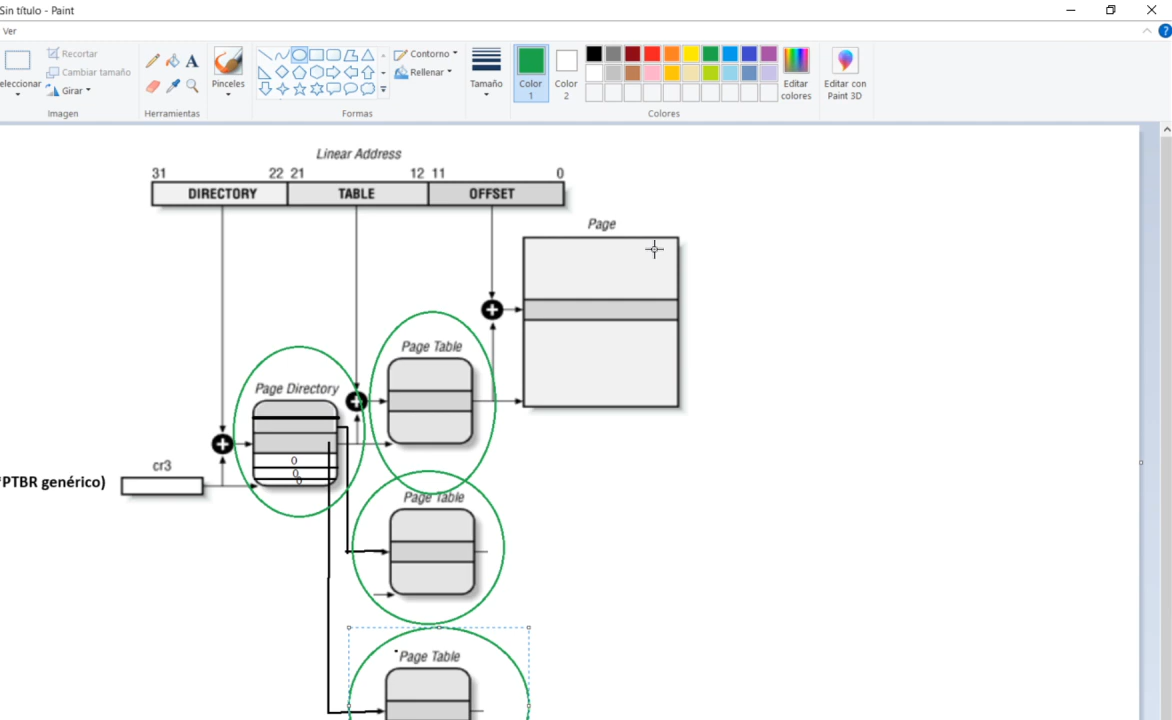 Sin título - Paint
Ver
eleccionar
Recortar
Cambiar tamaño
Girar
Imagen
A
Herramientas
Pinceles
Contorno
Rellenar
Formas
Tamaño
Color
1
Color
2
Editar
colores
Editar con
Paint 3D
Colores
Linear Address
31 22 21 12 11 0
DIRECTORY TABLE OFFSET
Page
Page Table
Page Directory
0
0
0
cr3
PTBR genérico)
Page Table
Page Table